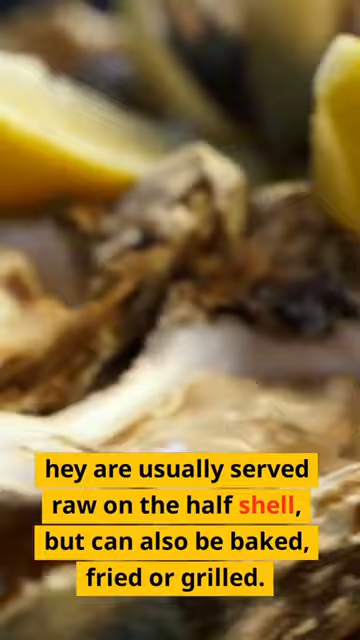 hey are usually served
raw on the half shell,
but can also be baked,
fried or grilled.